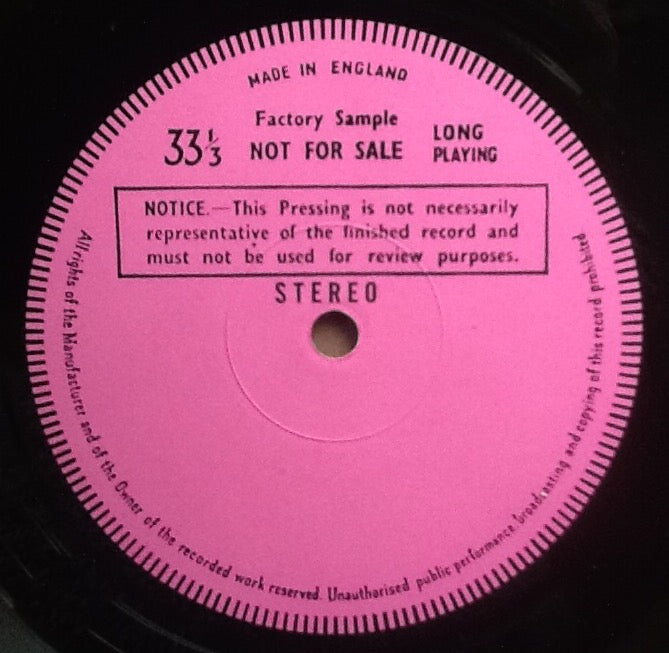 MADE IN ENGLAND
33⅓
Factory Sample
NOT FOR SALE
LONG
PLAYING
NOTICE.—This Pressing is not necessarily
representative of the finished record and
must not be used for review purposes.
STEREO
All rights of the Manufacturer and of the Owner of the recorded work reserved. Unauthorised public performance broadcasting and copying of this record prohibited